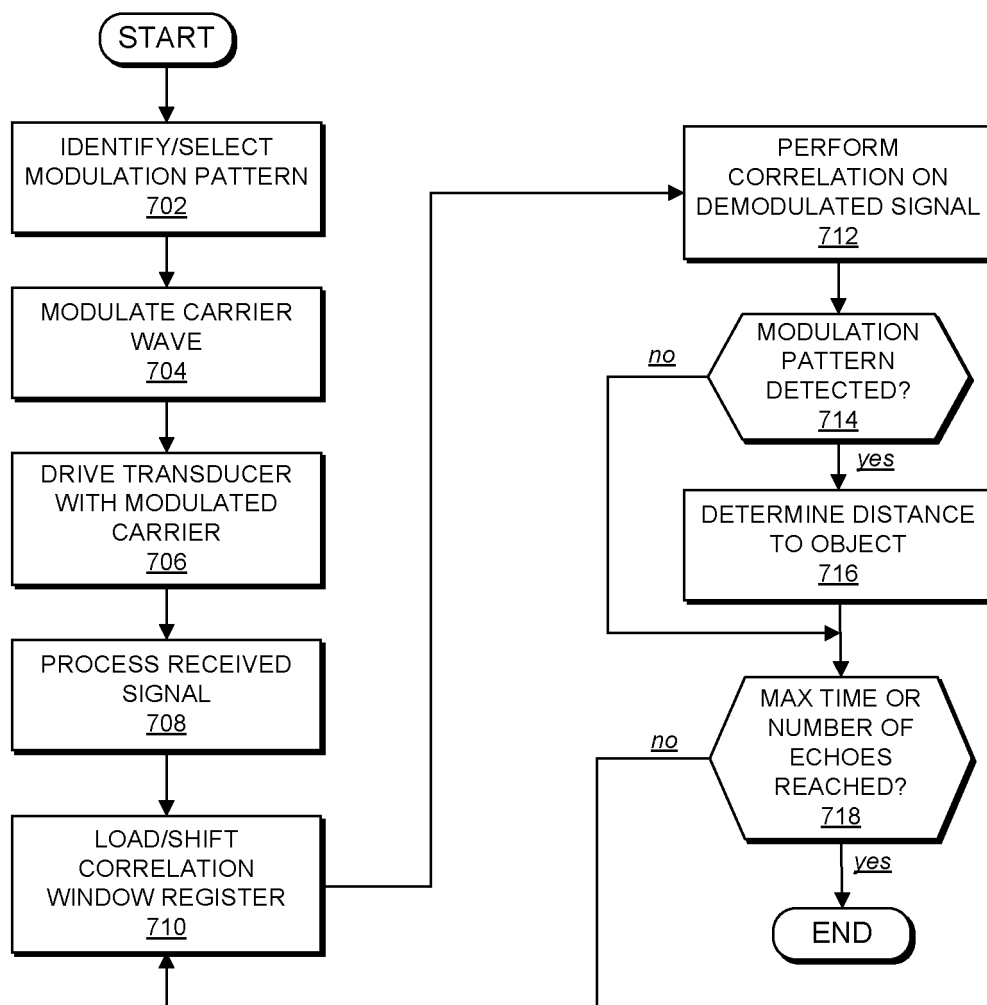 START
IDENTIFY/SELECT
MODULATION PATTERN
702
MODULATE CARRIER
WAVE
704
DRIVE TRANSDUCER
WITH MODULATED
CARRIER
706
PROCESS RECEIVED
SIGNAL
708
LOAD/SHIFT
CORRELATION
WINDOW REGISTER
710
PERFORM
CORRELATION ON
DEMODULATED SIGNAL
712
MODULATION
PATTERN
DETECTED?
714
no
yes
DETERMINE DISTANCE
TO OBJECT
716
MAX TIME OR
NUMBER OF
ECHOES
REACHED?
718
no
yes
END